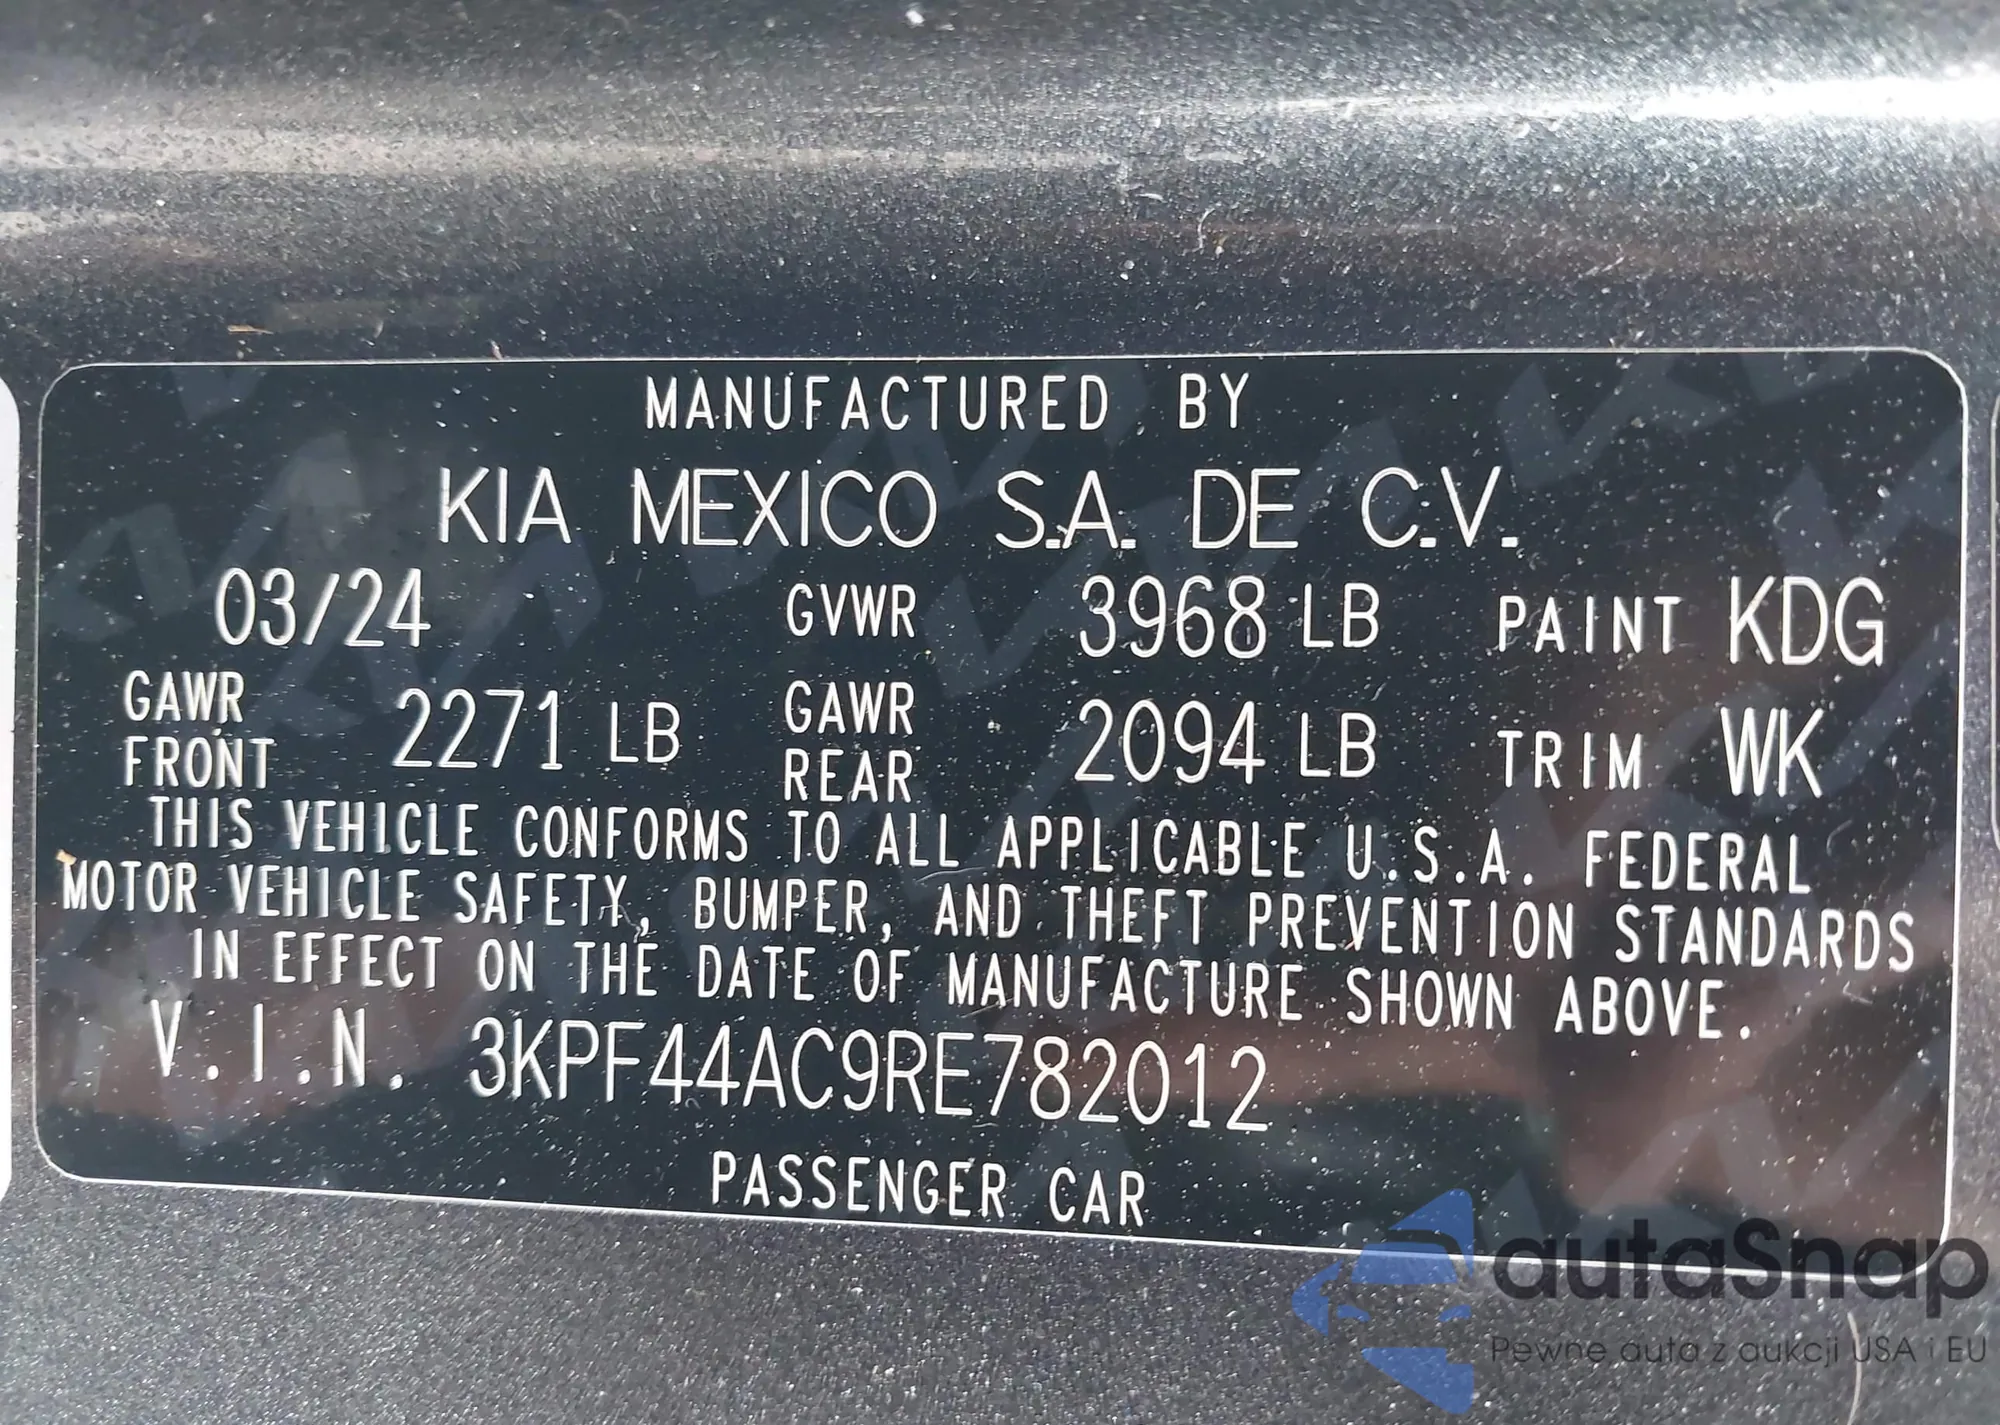 MANUFACTURED BY
KIA MEXICO S.A. DE C.V.
03/24 GVWR 3968 LB PAINT KDG
GAWR FRONT 2271 LB GAWR REAR 2094 LB TRIM WK
THIS VEHICLE CONFORMS TO ALL APPLICABLE U.S.A. FEDERAL
MOTOR VEHICLE SAFETY, BUMPER, AND THEFT PREVENTION STANDARDS
IN EFFECT ON THE DATE OF MANUFACTURE SHOWN ABOVE.
V.I.N. 3KPF44AC9RE782012
PASSENGER CAR
autaSnap
Pewne auta z aukcji USA i EU